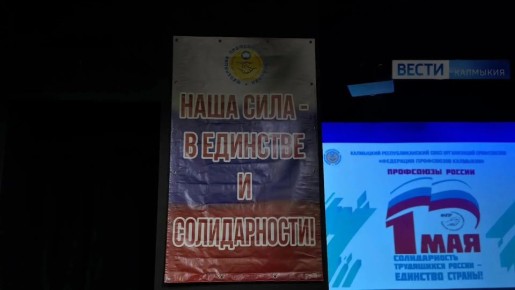 НАША СИЛА -
В ЕДИНСТВЕ
И
СОЛИДАРНОСТИ!
ВЕСТИ
КАЛМЫКИЯ
ПРОФСОЮЗЫ РОССИИ
1 МАЯ
СОЛИДАРНОСТЬ
ТРУДЯЩИХСЯ РОССИИ -
ЕДИНСТВО СТРАНЫ!